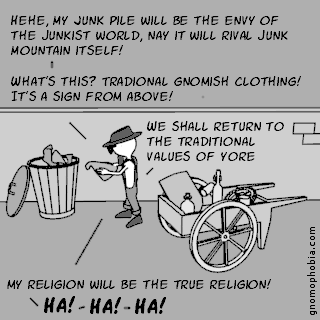 HEHE, MY JUNK PILE WILL BE THE ENVY OF
THE JUNKIST WORLD, NAY IT WILL RIVAL JUNK
MOUNTAIN ITSELF!
WHAT'S THIS? TRADIONAL GNOMISH CLOTHING!
IT'S A SIGN FROM ABOVE!
WE SHALL RETURN TO
THE TRADITIONAL
VALUES OF YORE
MY RELIGION WILL BE THE TRUE RELIGION!
HA! - HA! - HA!
gnomophobia.com